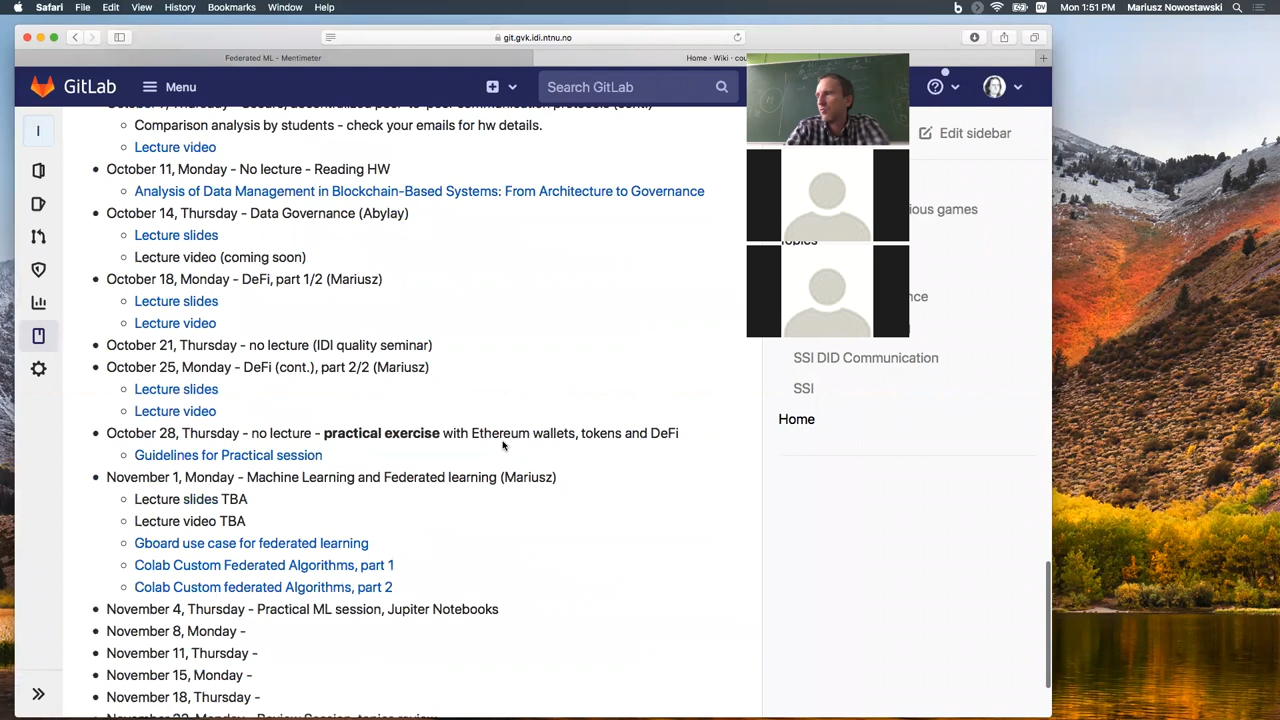 Safari File Edit View History Bookmarks Window Help
DV Mon 1:51 PM Mariusz Nowostawski
git.gvk.idi.ntnu.no
Federated ML - Mentimeter
Home · Wiki · cou
GitLab Menu Search GitLab
Edit sidebar
Comparison analysis by students - check your emails for hw details.
Lecture video
October 11, Monday - No lecture - Reading HW
Analysis of Data Management in Blockchain-Based Systems: From Architecture to Governance
October 14, Thursday - Data Governance (Abylay)
Lecture slides
Lecture video (coming soon)
October 18, Monday - DeFi, part 1/2 (Mariusz)
Lecture slides
Lecture video
October 21, Thursday - no lecture (IDI quality seminar)
October 25, Monday - DeFi (cont.), part 2/2 (Mariusz)
Lecture slides
Lecture video
October 28, Thursday - no lecture - practical exercise with Ethereum wallets, tokens and DeFi
Guidelines for Practical session
November 1, Monday - Machine Learning and Federated learning (Mariusz)
Lecture slides TBA
Lecture video TBA
Gboard use case for federated learning
Colab Custom Federated Algorithms, part 1
Colab Custom federated Algorithms, part 2
November 4, Thursday - Practical ML session, Jupiter Notebooks
November 8, Monday -
November 11, Thursday -
November 15, Monday -
November 18, Thursday -
I
ious games
nce
SSI DID Communication
SSI
Home